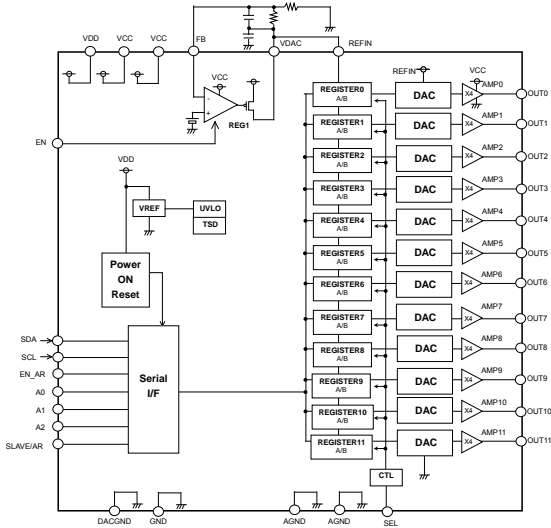 VDD VCC VCC FB VDAC REFIN
VCC
REG1
EN
REFIN VCC
REGISTER0 A/B DAC X4 AMP0 OUT0
REGISTER1 A/B DAC X4 AMP1 OUT1
REGISTER2 A/B DAC X4 AMP2 OUT2
REGISTER3 A/B DAC X4 AMP3 OUT3
REGISTER4 A/B DAC X4 AMP4 OUT4
REGISTER5 A/B DAC X4 AMP5 OUT5
REGISTER6 A/B DAC X4 AMP6 OUT6
REGISTER7 A/B DAC X4 AMP7 OUT7
REGISTER8 A/B DAC X4 AMP8 OUT8
REGISTER9 A/B DAC X4 AMP9 OUT9
REGISTER10 A/B DAC X4 AMP10 OUT10
REGISTER11 A/B DAC X4 AMP11 OUT11
VDD
VREF
UVLO
TSD
Power
ON
Reset
SDA
SCL
EN_AR
A0
A1
A2
SLAVE/AR
Serial
I/F
CTL
DACGND GND AGND AGND SEL